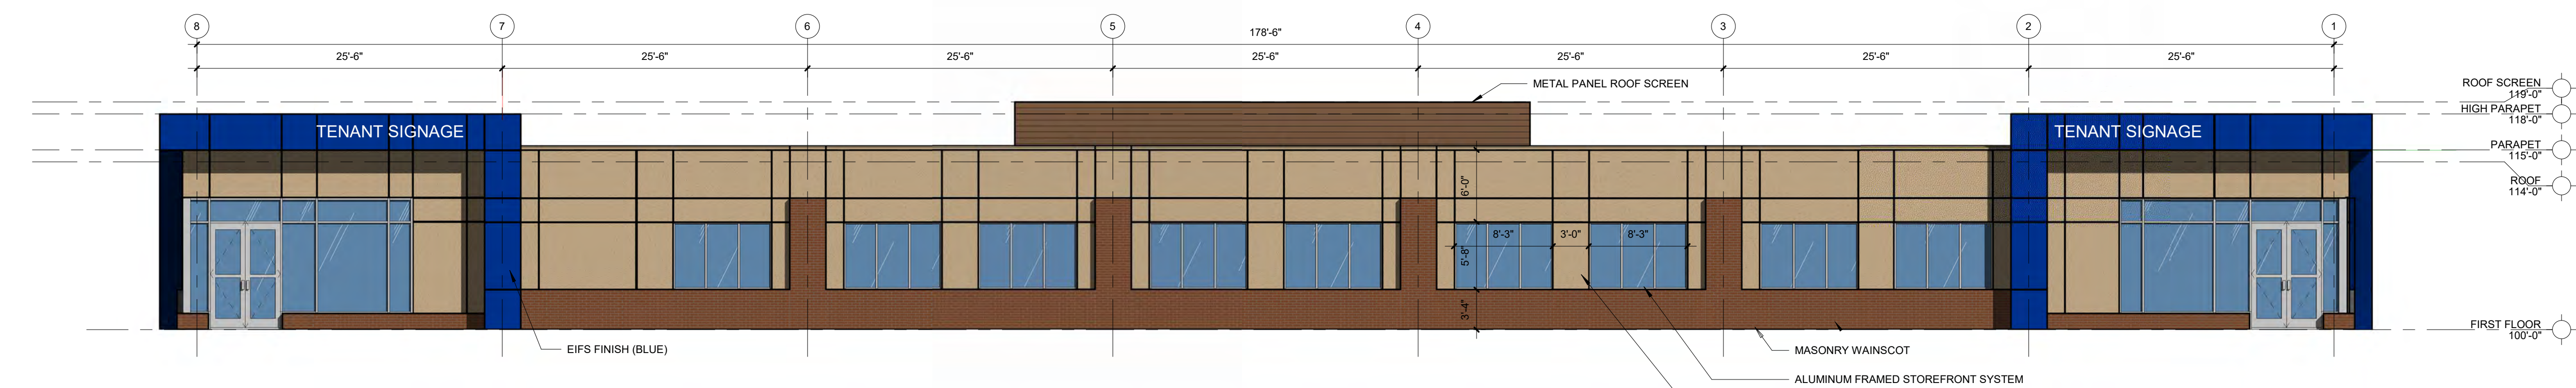 8
7
6
5
4
3
2
1
178'-6"
25'-6"
25'-6"
25'-6"
25'-6"
25'-6"
25'-6"
25'-6"
METAL PANEL ROOF SCREEN
ROOF SCREEN
119'-0"
HIGH PARAPET
118'-0"
TENANT SIGNAGE
TENANT SIGNAGE
PARAPET
115'-0"
ROOF
114'-0"
6'-0"
8'-3"
3'-0"
8'-3"
5'-8"
3'-4"
FIRST FLOOR
100'-0"
EIFS FINISH (BLUE)
MASONRY WAINSCOT
ALUMINUM FRAMED STOREFRONT SYSTEM